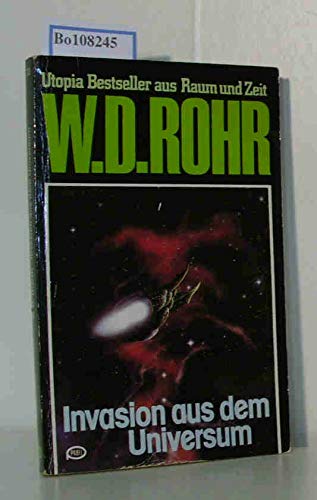 Bo108245
Utopia Bestseller aus Raum und Zeit
W.D.ROHR
Invasion aus dem
Universum